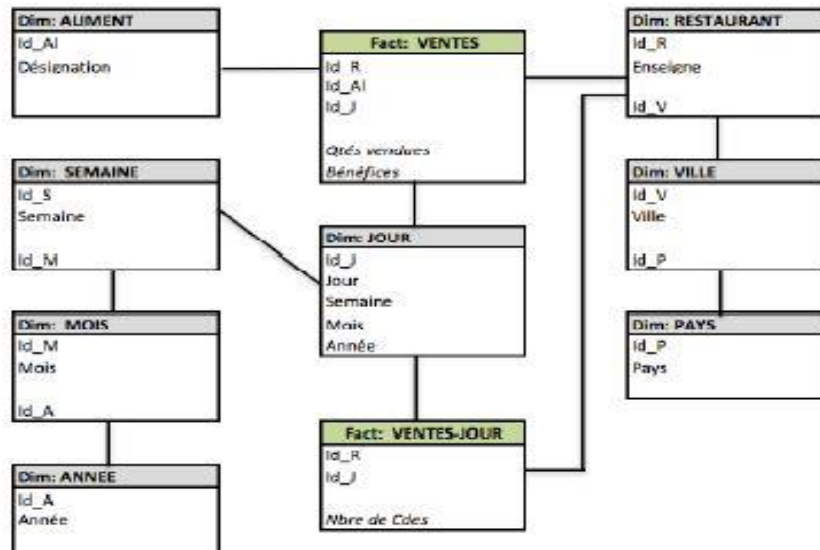 Dim: ALIMENT
Id_Al
Désignation
Fact: VENTES
Id_R
Id_Al
Id_J
Qtés vendues
Bénéfices
Dim: RESTAURANT
Id_R
Enseigne
Id_V
Dim: SEMAINE
Id_S
Semaine
Id_M
Dim: JOUR
Id_J
Jour
Semaine
Mois
Année
Dim: VILLE
Id_V
Ville
Id_P
Dim: MOIS
Id_M
Mois
Id_A
Dim: PAYS
Id_P
Pays
Dim: ANNEE
Id_A
Année
Fact: VENTES-JOUR
Id_R
Id_J
Nbre de Cdes